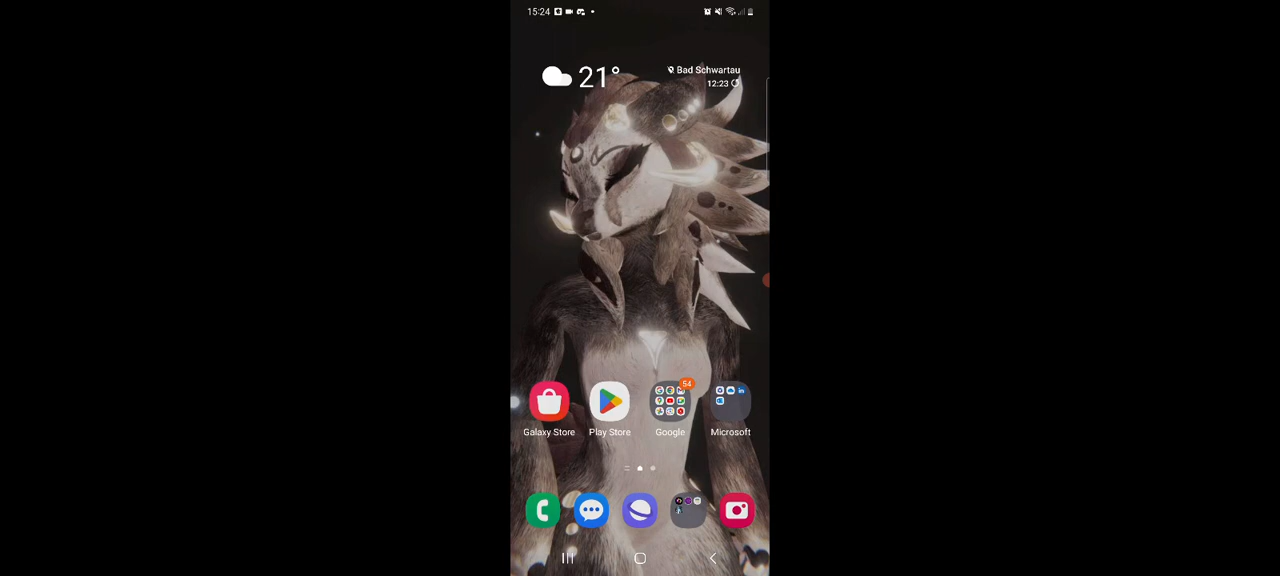 15:24
21°
Bad Schwartau
12:23
54
Galaxy Store
Play Store
Google
Microsoft